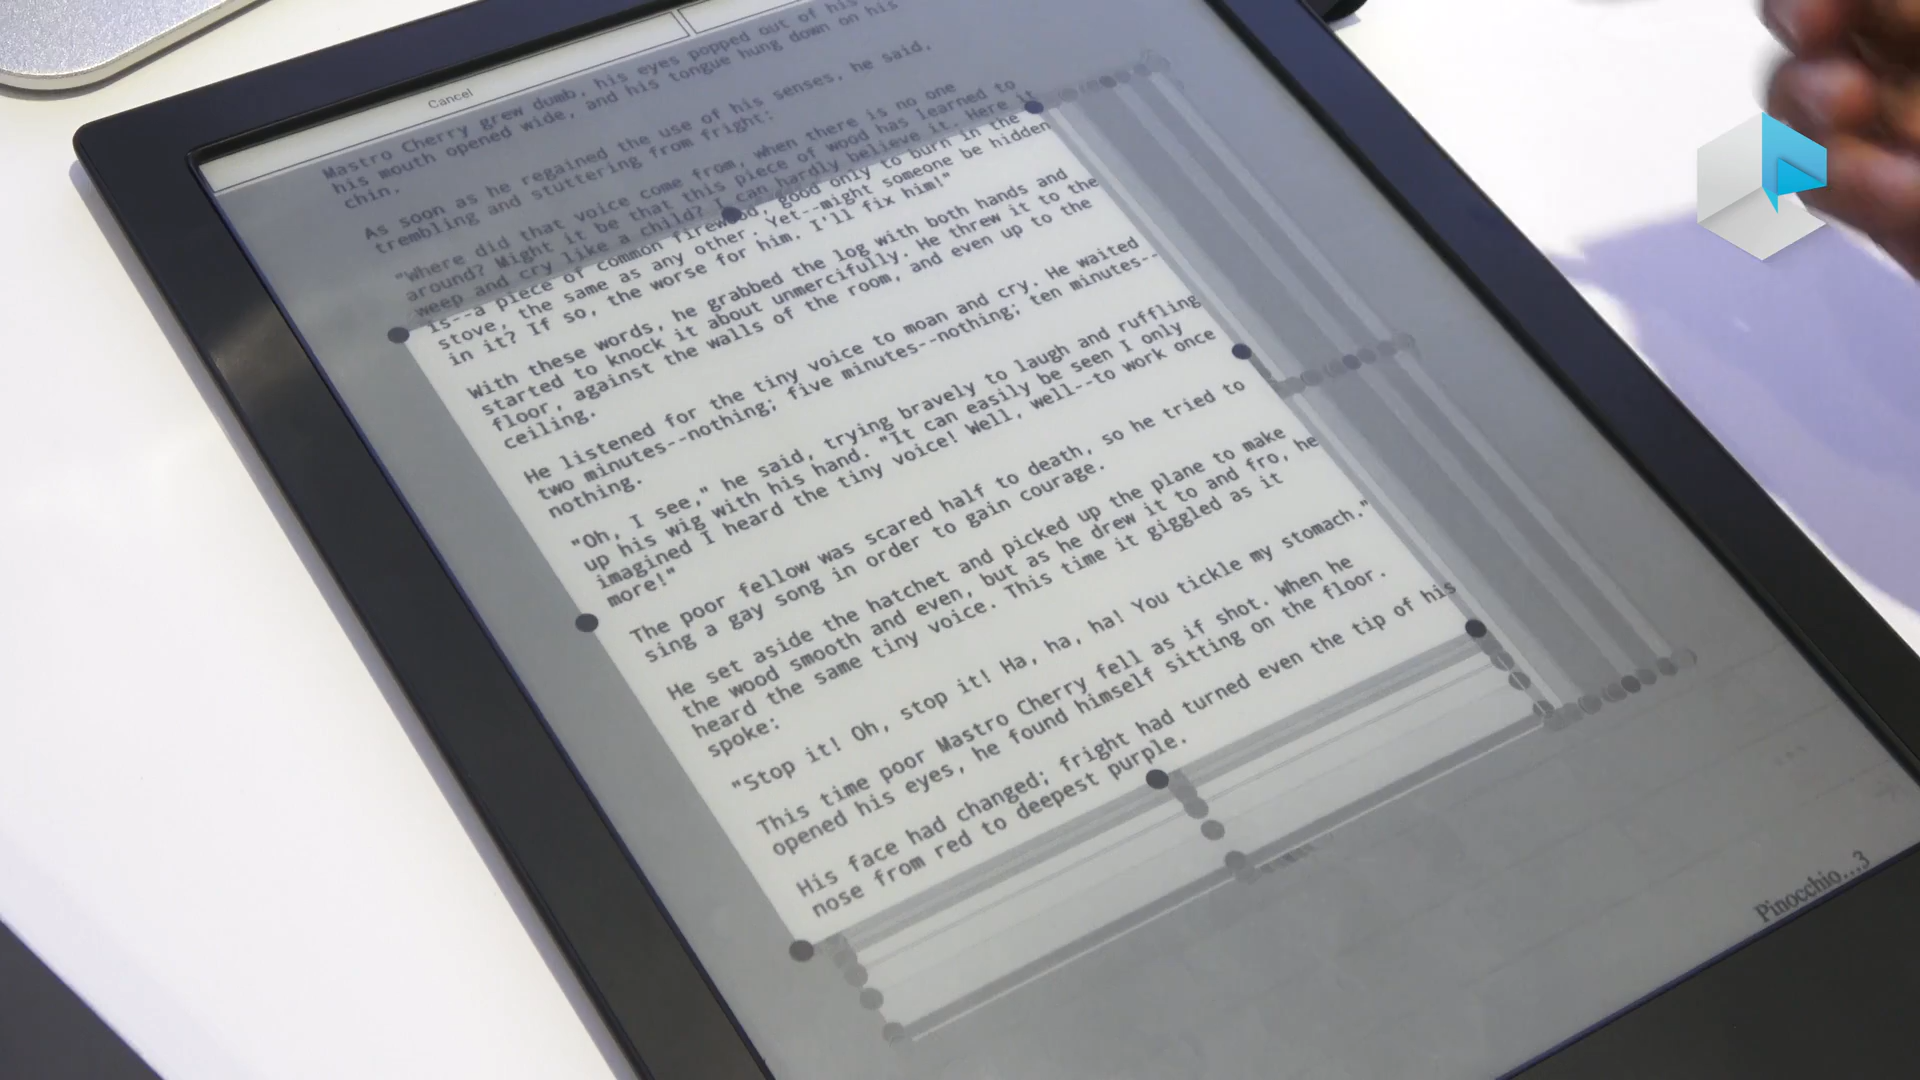 Cancel
Mastro Cherry grew dumb, his eyes popped out of his
his mouth opened wide, and his tongue hung down on his
chin.
As soon as he regained the use of his senses, he said,
trembling and stuttering from fright:
"Where did that voice come from, when there is no one
around? Might it be that this piece of wood has learned to
weep and cry like a child? I can hardly believe it. Here it
is--a piece of common firewood, good only to burn in the
stove, the same as any other. Yet--might someone be hidden
in it? If so, the worse for him. I'll fix him!"
With these words, he grabbed the log with both hands and
started to knock it about unmercifully. He threw it to the
floor, against the walls of the room, and even up to the
ceiling.
He listened for the tiny voice to moan and cry. He waited
two minutes--nothing; five minutes--nothing; ten minutes--
nothing.
"Oh, I see," he said, trying bravely to laugh and ruffling
up his wig with his hand. "It can easily be seen I only
imagined I heard the tiny voice! Well, well--to work once
more!"
The poor fellow was scared half to death, so he tried to
sing a gay song in order to gain courage.
He set aside the hatchet and picked up the plane to make
the wood smooth and even, but as he drew it to and fro, he
heard the same tiny voice. This time it giggled as it
spoke:
"Stop it! Oh, stop it! Ha, ha, ha! You tickle my stomach."
This time poor Mastro Cherry fell as if shot. When he
opened his eyes, he found himself sitting on the floor.
His face had changed; fright had turned even the tip of his
nose from red to deepest purple.
Pinocchio...3